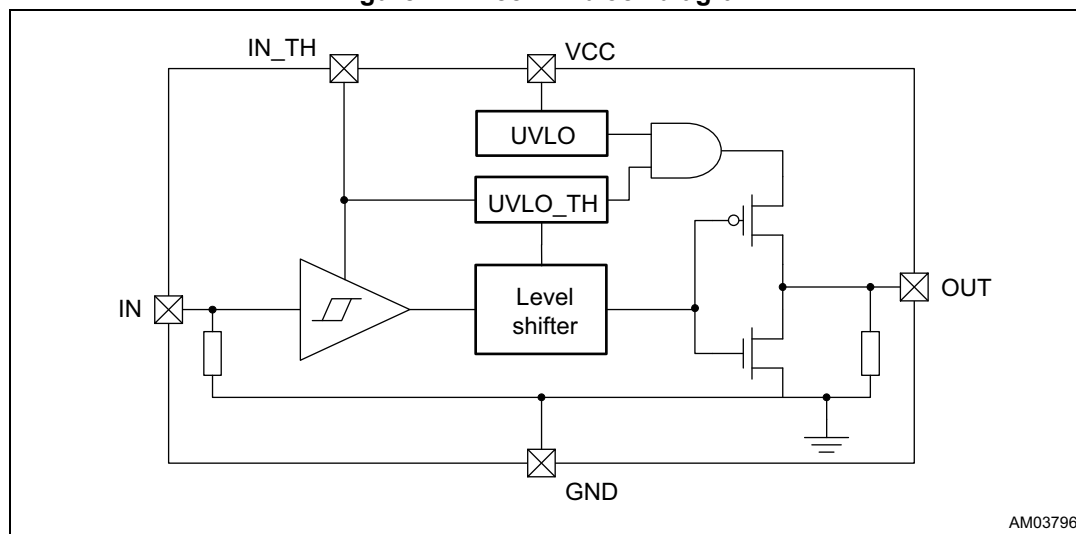 IN_TH
VCC
UVLO
UVLO_TH
IN
Level
shifter
OUT
GND
AM03796